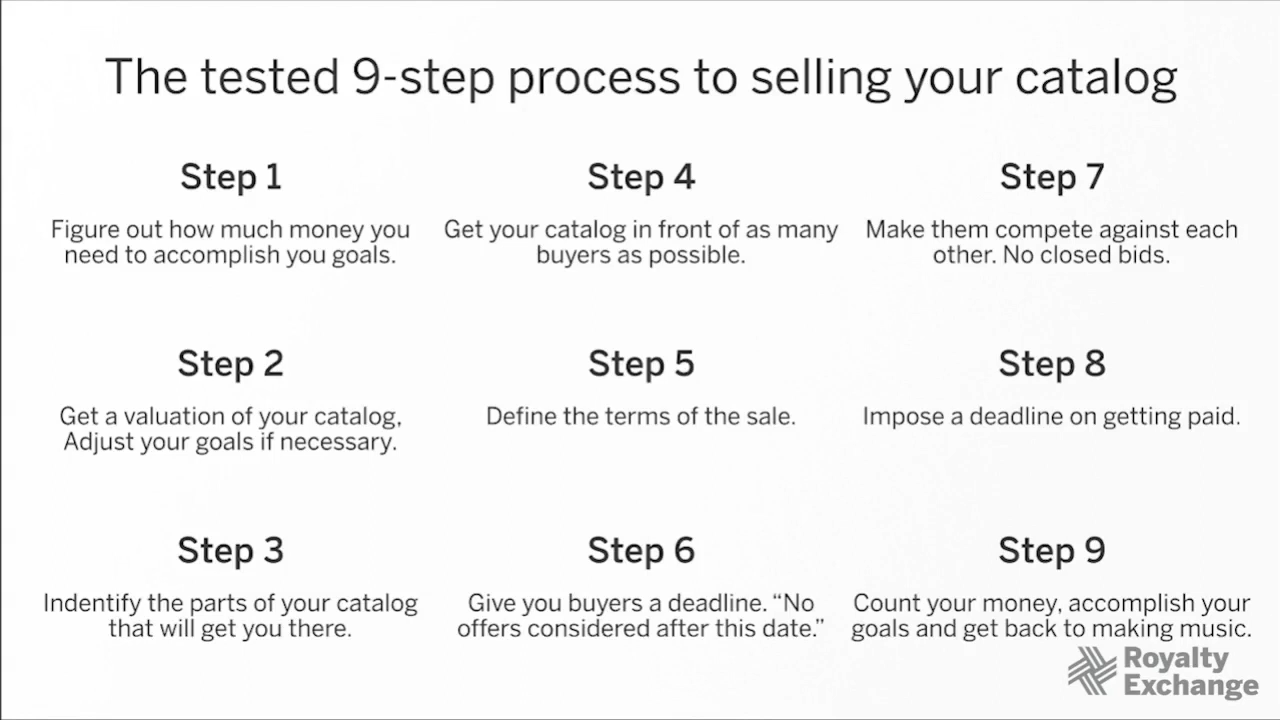 The tested 9-step process to selling your catalog
Step 1
Figure out how much money you
need to accomplish you goals.
Step 2
Get a valuation of your catalog,
Adjust your goals if necessary.
Step 3
Indentify the parts of your catalog
that will get you there.
Step 4
Get your catalog in front of as many
buyers as possible.
Step 5
Define the terms of the sale.
Step 6
Give you buyers a deadline. “No
offers considered after this date.”
Step 7
Make them compete against each
other. No closed bids.
Step 8
Impose a deadline on getting paid.
Step 9
Count your money, accomplish your
goals and get back to making music.
Royalty
Exchange